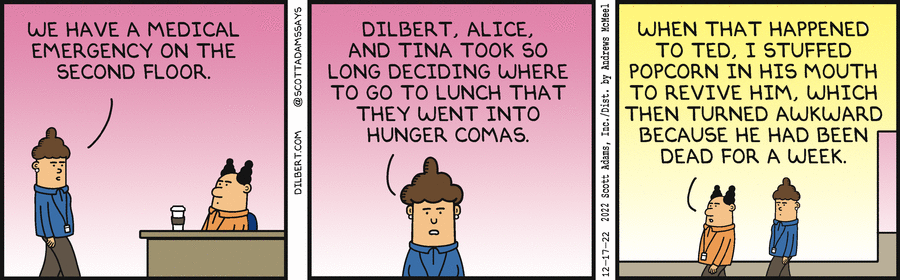 WE HAVE A MEDICAL
EMERGENCY ON THE
SECOND FLOOR.
DILBERT.COM @SCOTTADAMSSAYS
DILBERT, ALICE,
AND TINA TOOK SO
LONG DECIDING WHERE
TO GO TO LUNCH THAT
THEY WENT INTO
HUNGER COMAS.
12-17-22 2022 Scott Adams, Inc./Dist. by Andrews McMeel
WHEN THAT HAPPENED
TO TED, I STUFFED
POPCORN IN HIS MOUTH
TO REVIVE HIM, WHICH
THEN TURNED AWKWARD
BECAUSE HE HAD BEEN
DEAD FOR A WEEK.